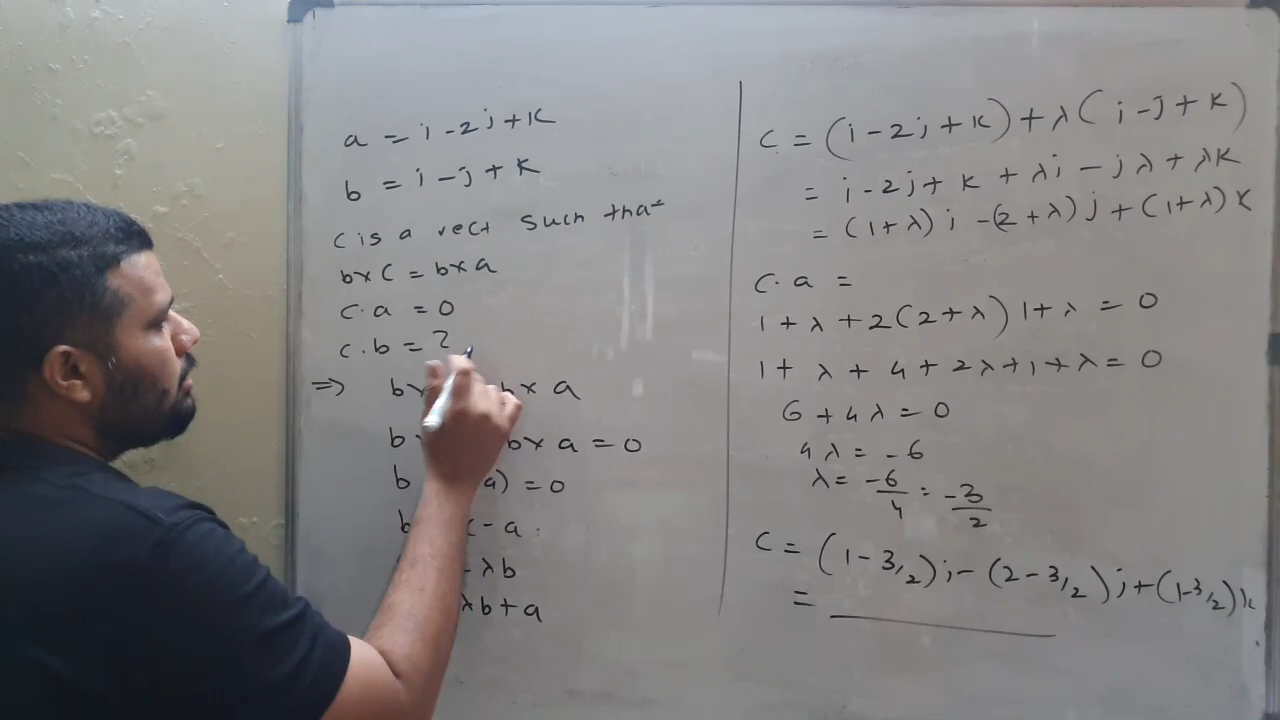 a = i - 2j + k
b = i - j + k
c is a vect such that
b×c = b×a
c.a = 0
c.b = ?
⇒ b× b× a
b b× a = 0
b a) = 0
b c - a
λb
λb + a
c = (i - 2j + k) + λ(i - j + k)
= i - 2j + k + λi - jλ + λk
= (1+λ)i - (2+λ)j + (1+λ)k
c.a =
1 + λ + 2(2+λ) 1+λ = 0
1 + λ + 4 + 2λ + 1 + λ = 0
6 + 4λ = 0
4λ = -6
λ = -6/4 = -3/2
c = (1 - 3/2)i - (2 - 3/2)j + (1-3/2)k
=